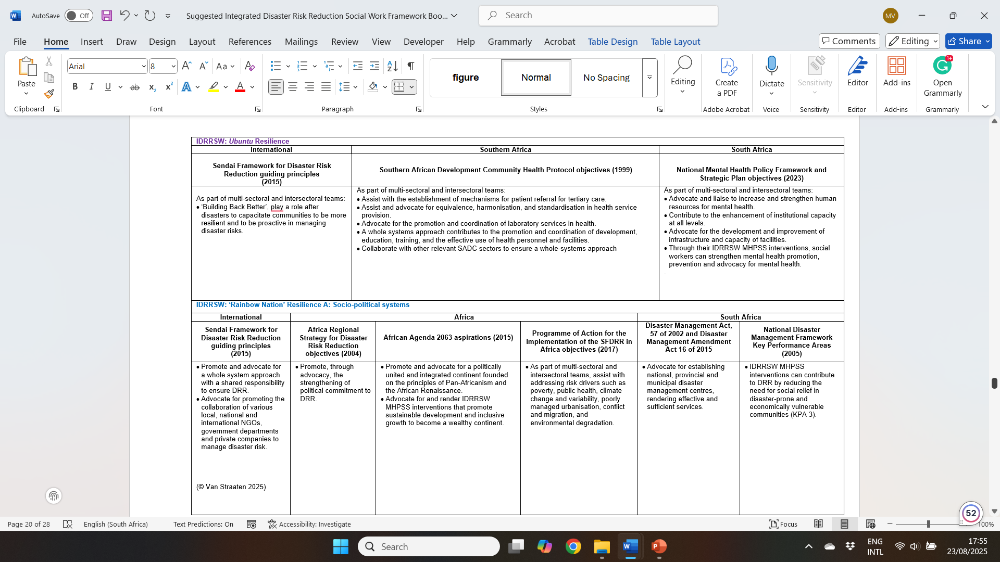 AutoSave Off Suggested Integrated Disaster Risk Reduction Social Work Framework Boo... Search MV
File Home Insert Draw Design Layout References Mailings Review View Developer Help Grammarly Acrobat Table Design Table Layout Comments Editing Share
Paste
Arial 8
figure Normal No Spacing
Editing
Create a PDF
Dictate
Sensitivity
Editor
Add-ins
Open Grammarly
Clipboard Font Paragraph Styles Adobe Acrobat Voice Sensitivity Editor Add-ins Grammarly
IDRRSW: Ubuntu Resilience
International Southern Africa South Africa
Sendai Framework for Disaster Risk
Reduction guiding principles
(2015)
Southern African Development Community Health Protocol objectives (1999)
National Mental Health Policy Framework and
Strategic Plan objectives (2023)
As part of multi-sectoral and intersectoral teams:
• ‘Building Back Better’, play a role after
disasters to capacitate communities to be more
resilient and to be proactive in managing
disaster risks.
As part of multi-sectoral and intersectoral teams:
• Assist with the establishment of mechanisms for patient referral for tertiary care.
• Assist and advocate for equivalence, harmonisation, and standardisation in health service
provision.
• Advocate for the promotion and coordination of laboratory services in health.
• A whole systems approach contributes to the promotion and coordination of development,
education, training, and the effective use of health personnel and facilities.
• Collaborate with other relevant SADC sectors to ensure a whole-systems approach
As part of multi-sectoral and intersectoral teams:
• Advocate and liaise to increase and strengthen human
resources for mental health.
• Contribute to the enhancement of institutional capacity
at all levels.
• Advocate for the development and improvement of
infrastructure and capacity of facilities.
• Through their IDRRSW MHPSS interventions, social
workers can strengthen mental health promotion,
prevention and advocacy for mental health.
.
IDRRSW: ‘Rainbow Nation’ Resilience A: Socio-political systems
International Africa South Africa
Sendai Framework for
Disaster Risk Reduction
guiding principles
(2015)
Africa Regional
Strategy for Disaster
Risk Reduction
objectives (2004)
African Agenda 2063 aspirations (2015)
Programme of Action for the
Implementation of the SFDRR in
Africa objectives (2017)
Disaster Management Act,
57 of 2002 and Disaster
Management Amendment
Act 16 of 2015
National Disaster
Management Framework
Key Performance Areas
(2005)
• Promote and advocate for
a whole system approach
with a shared responsibility
to ensure DRR.
• Advocate for promoting the
collaboration of various
local, national and
international NGOs,
government departments
and private companies to
manage disaster risk.
(© Van Straaten 2025)
• Promote, through
advocacy, the
strengthening of
political commitment to
DRR.
• Promote and advocate for a politically
united and integrated continent founded
on the principles of Pan-Africanism and
the African Renaissance.
• Advocate for and render IDRRSW
MHPSS interventions that promote
sustainable development and inclusive
growth to become a wealthy continent.
• As part of multi-sectoral and
intersectoral teams, assist with
addressing risk drivers such as
poverty, public health, climate
change and variability, poorly
managed urbanisation, conflict
and migration, and
environmental degradation.
• Advocate for establishing
national, provincial and
municipal disaster
management centres,
rendering effective and
sufficient services.
• IDRRSW MHPSS
interventions can contribute
to DRR by reducing the
need for social relief in
disaster-prone and
economically vulnerable
communities (KPA 3).
52
Page 20 of 28 English (South Africa) Text Predictions: On Accessibility: Investigate Focus 100%
Search
ENG
INTL
17:55
23/08/2025